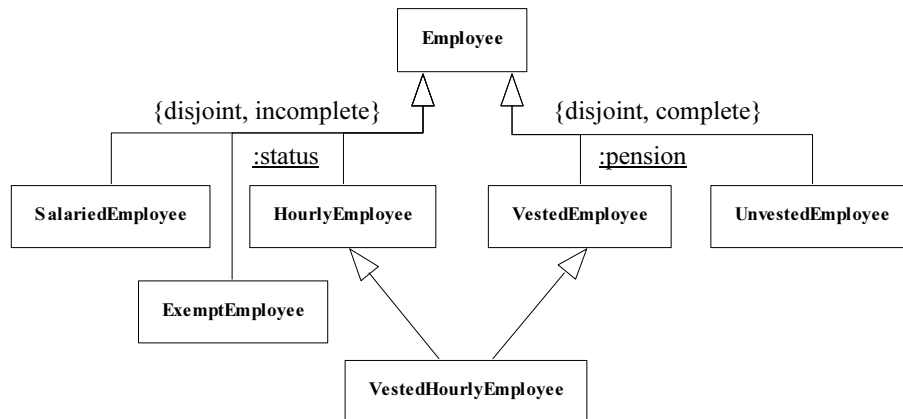 Employee
{disjoint, incomplete}
{disjoint, complete}
:status
:pension
SalariedEmployee
HourlyEmployee
VestedEmployee
UnvestedEmployee
ExemptEmployee
VestedHourlyEmployee